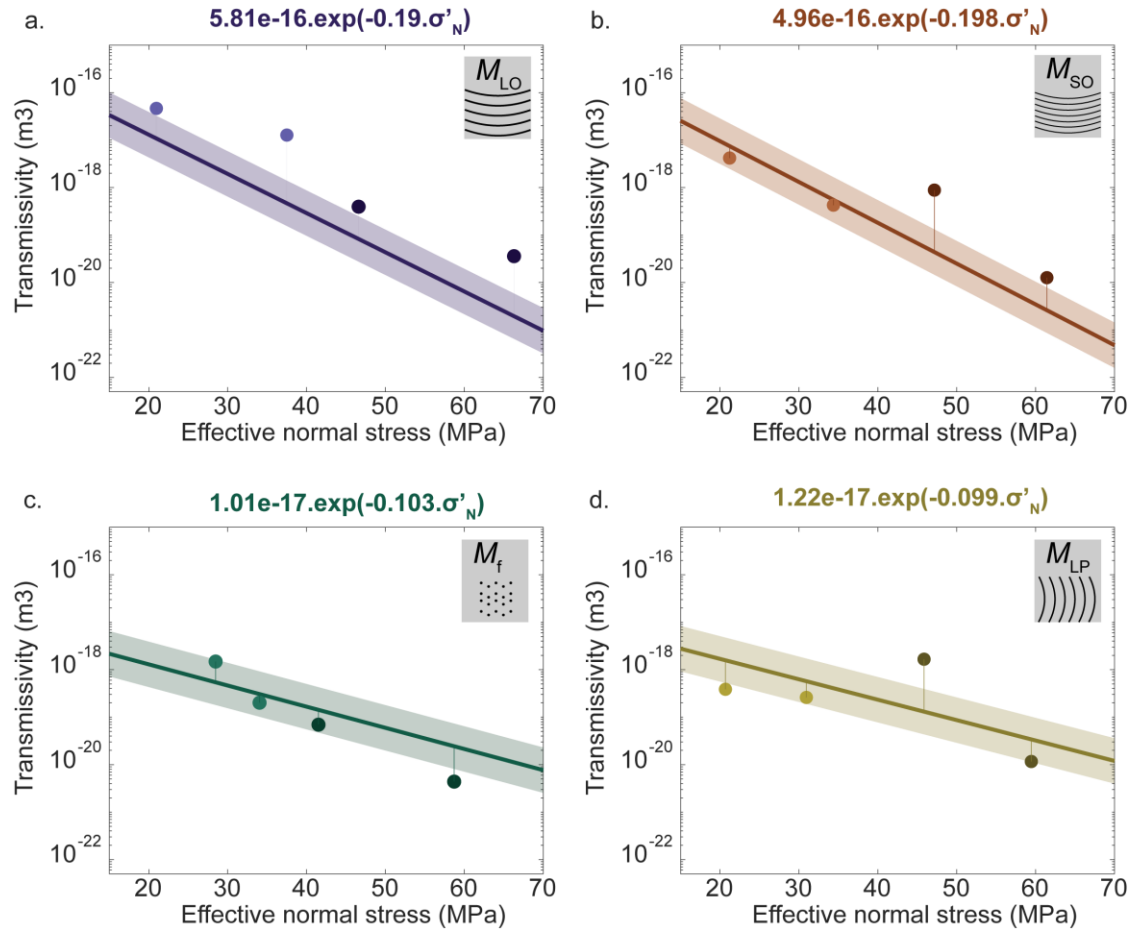 a.
5.81e-16.exp(-0.19.σ'N)
MLO
Transmissivity (m3)
10-16
10-18
10-20
10-22
20 30 40 50 60 70
Effective normal stress (MPa)
b.
4.96e-16.exp(-0.198.σ'N)
MSO
Transmissivity (m3)
10-16
10-18
10-20
10-22
20 30 40 50 60 70
Effective normal stress (MPa)
c.
1.01e-17.exp(-0.103.σ'N)
Mf
Transmissivity (m3)
10-16
10-18
10-20
10-22
20 30 40 50 60 70
Effective normal stress (MPa)
d.
1.22e-17.exp(-0.099.σ'N)
MLP
Transmissivity (m3)
10-16
10-18
10-20
10-22
20 30 40 50 60 70
Effective normal stress (MPa)